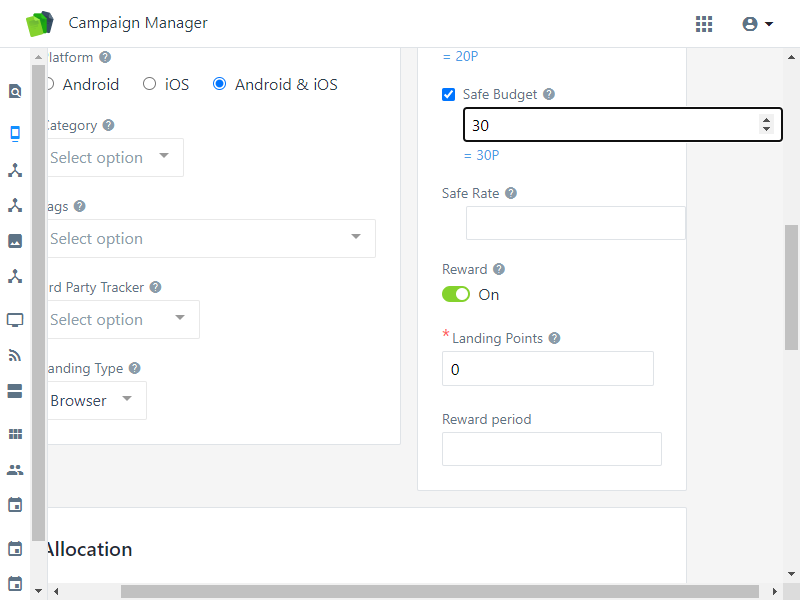 Campaign Manager
latform
Android
iOS
Android & iOS
Category
Select option
ags
Select option
rd Party Tracker
Select option
anding Type
Browser
= 20P
Safe Budget
30
= 30P
Safe Rate
Reward
On
*Landing Points
0
Reward period
Allocation